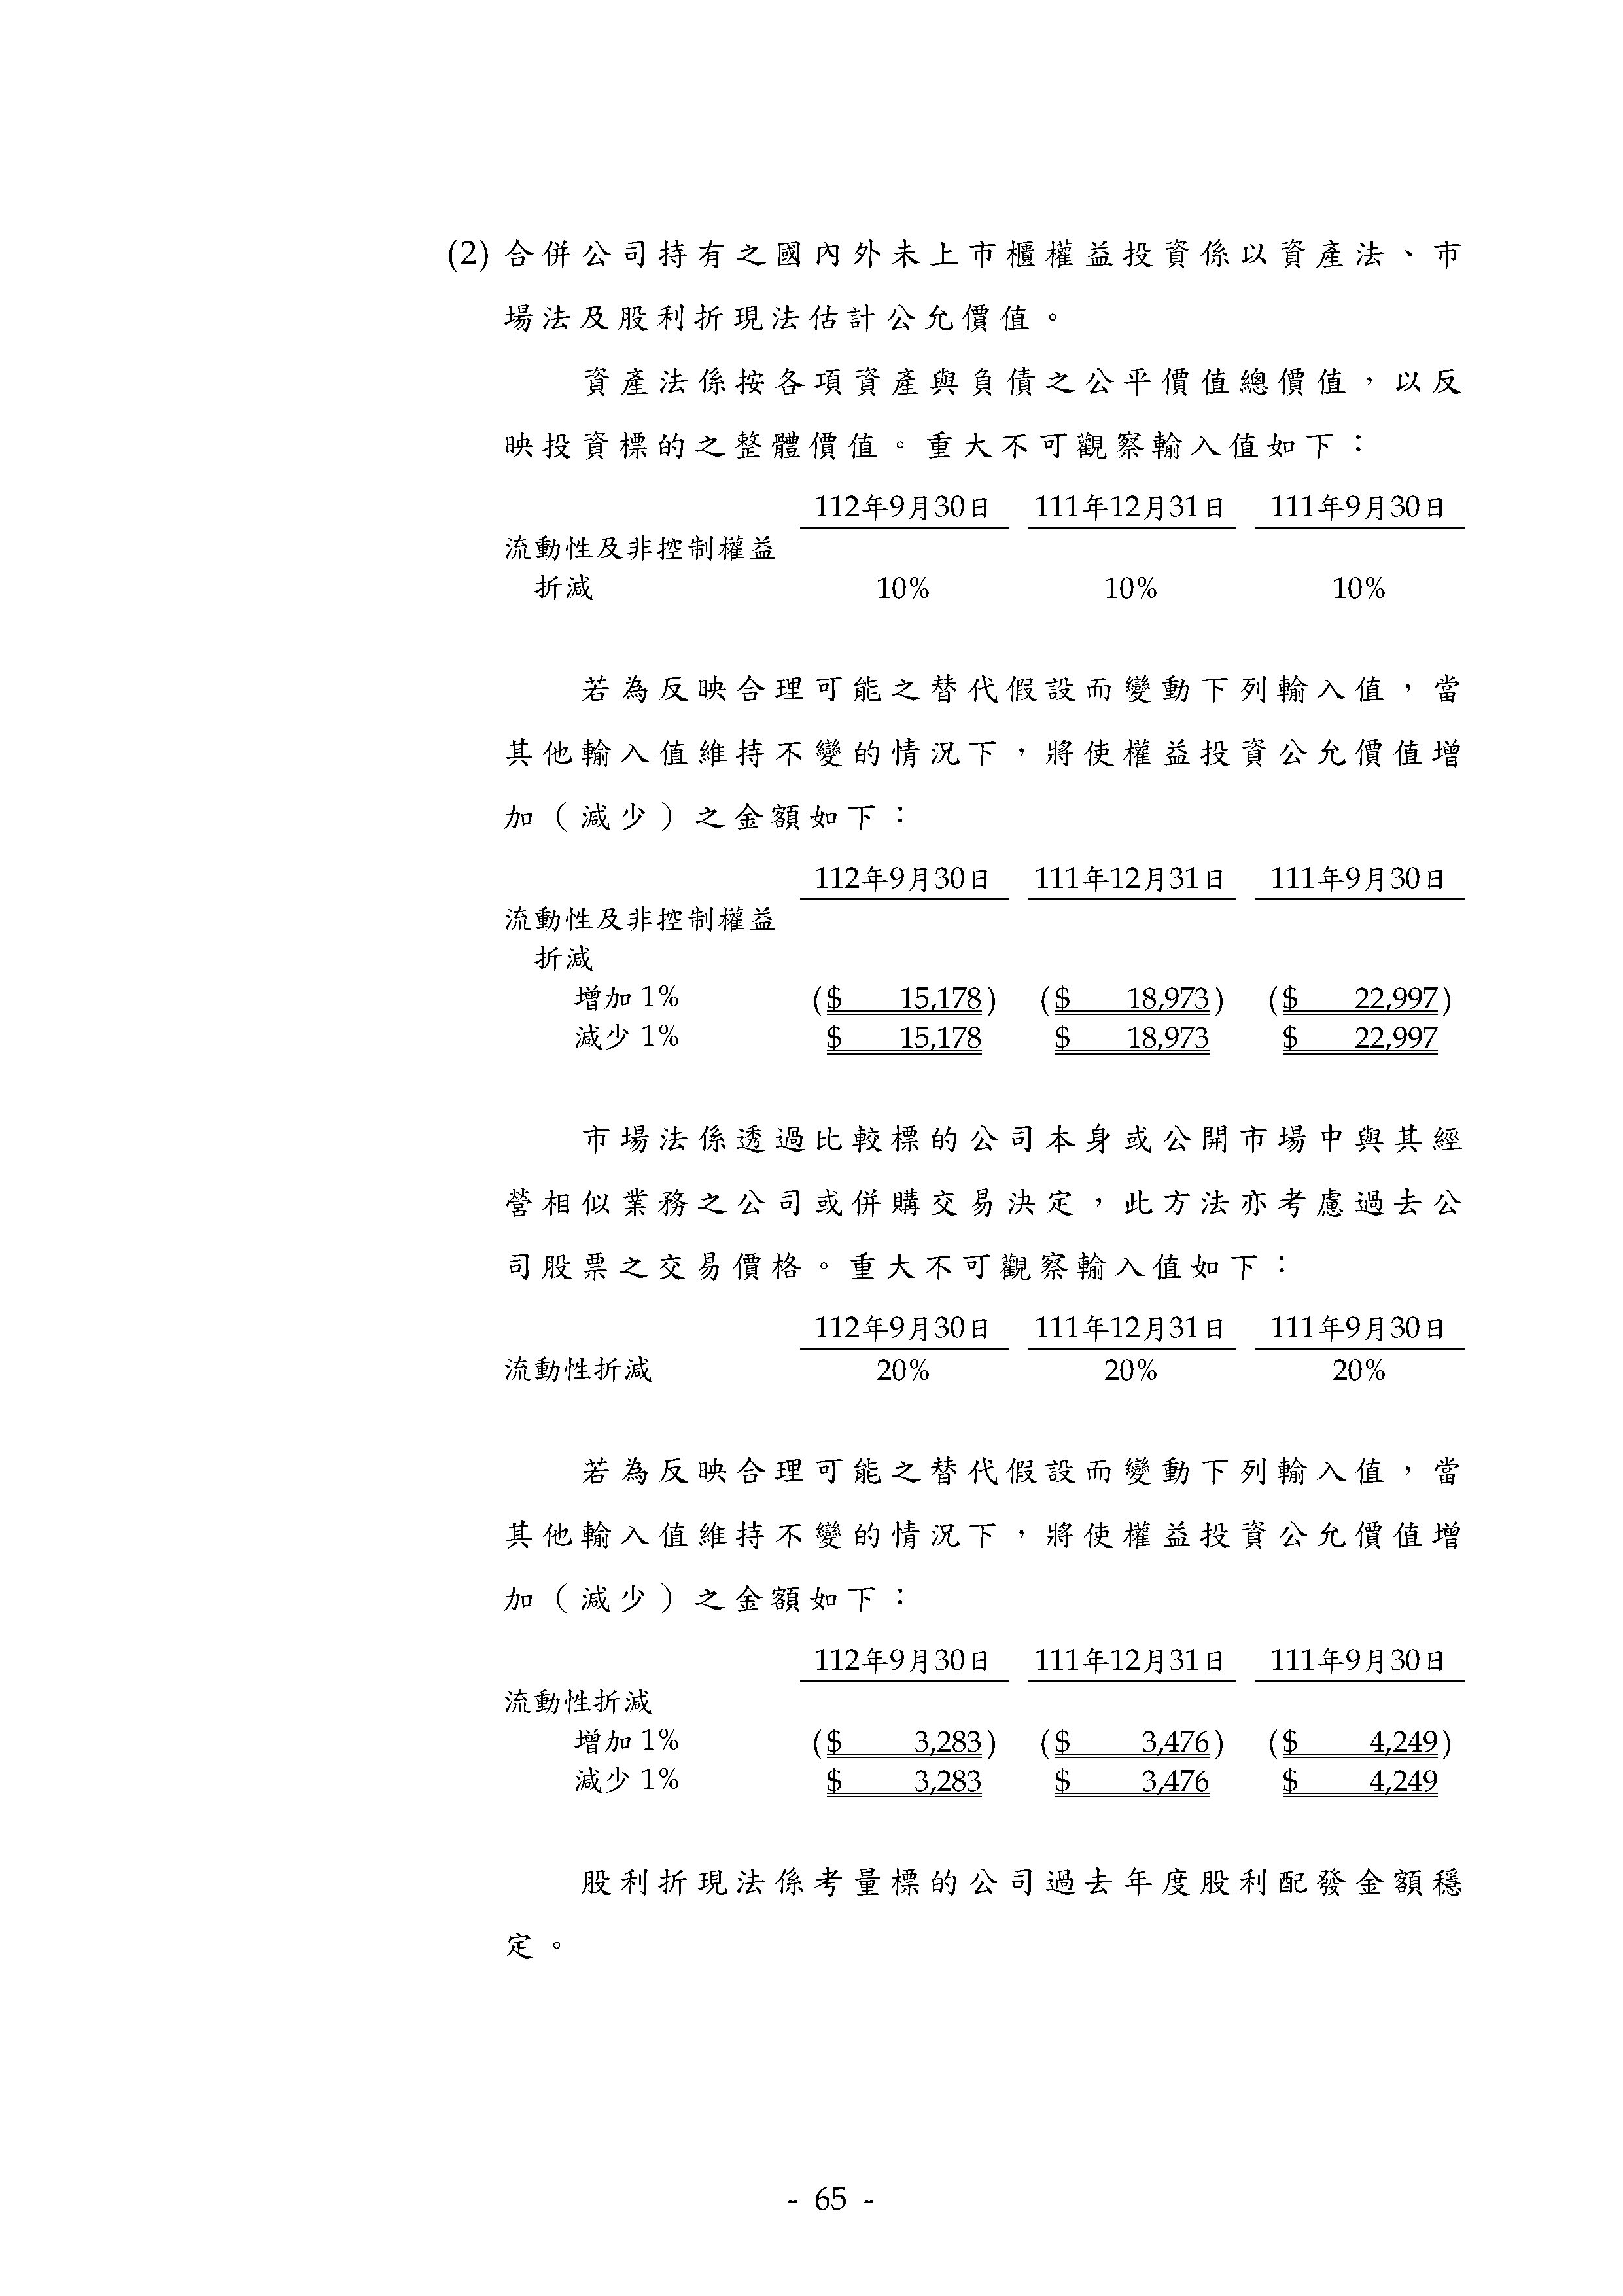 (2) 合併公司持有之國內外未上市櫃權益投資係以資產法、市
場法及股利折現法估計公允價值。
資產法係按各項資產與負債之公平價值總價值，以反
映投資標的之整體價值。重大不可觀察輸入值如下：
112年9月30日 111年12月31日 111年9月30日
流動性及非控制權益
折減 10% 10% 10%
若為反映合理可能之替代假設而變動下列輸入值，當
其他輸入值維持不變的情況下，將使權益投資公允價值增
加（減少）之金額如下：
112年9月30日 111年12月31日 111年9月30日
流動性及非控制權益
折減
增加 1% ($ 15,178) ($ 18,973) ($ 22,997)
減少 1% $ 15,178 $ 18,973 $ 22,997
市場法係透過比較標的公司本身或公開市場中與其經
營相似業務之公司或併購交易決定，此方法亦考慮過去公
司股票之交易價格。重大不可觀察輸入值如下：
112年9月30日 111年12月31日 111年9月30日
流動性折減 20% 20% 20%
若為反映合理可能之替代假設而變動下列輸入值，當
其他輸入值維持不變的情況下，將使權益投資公允價值增
加（減少）之金額如下：
112年9月30日 111年12月31日 111年9月30日
流動性折減
增加 1% ($ 3,283) ($ 3,476) ($ 4,249)
減少 1% $ 3,283 $ 3,476 $ 4,249
股利折現法係考量標的公司過去年度股利配發金額穩
定。
- 65 -